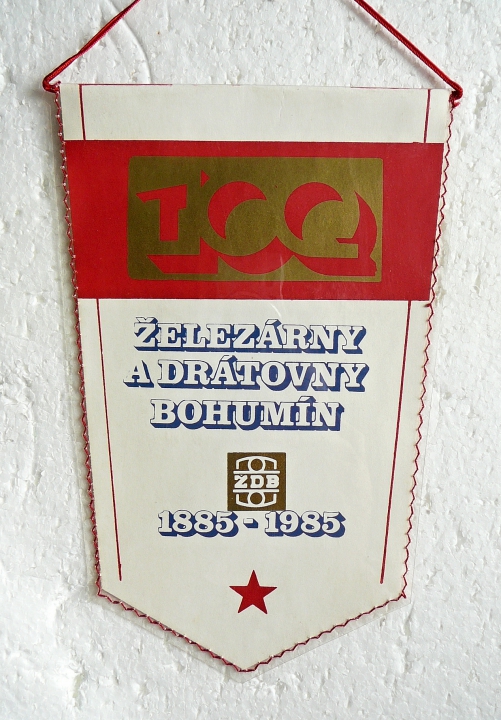 100
ŽELEZÁRNY
A DRÁTOVNY
BOHUMÍN
ŽDB
1885-1985